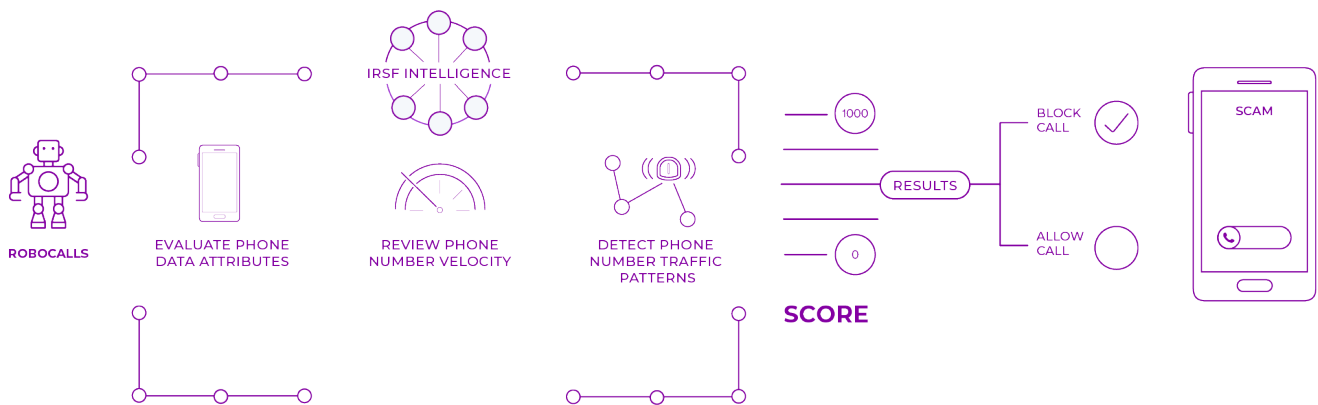 ROBOCALLS
IRSF INTELLIGENCE
EVALUATE PHONE
DATA ATTRIBUTES
REVIEW PHONE
NUMBER VELOCITY
DETECT PHONE
NUMBER TRAFFIC
PATTERNS
1000
0
SCORE
RESULTS
BLOCK
CALL
ALLOW
CALL
SCAM